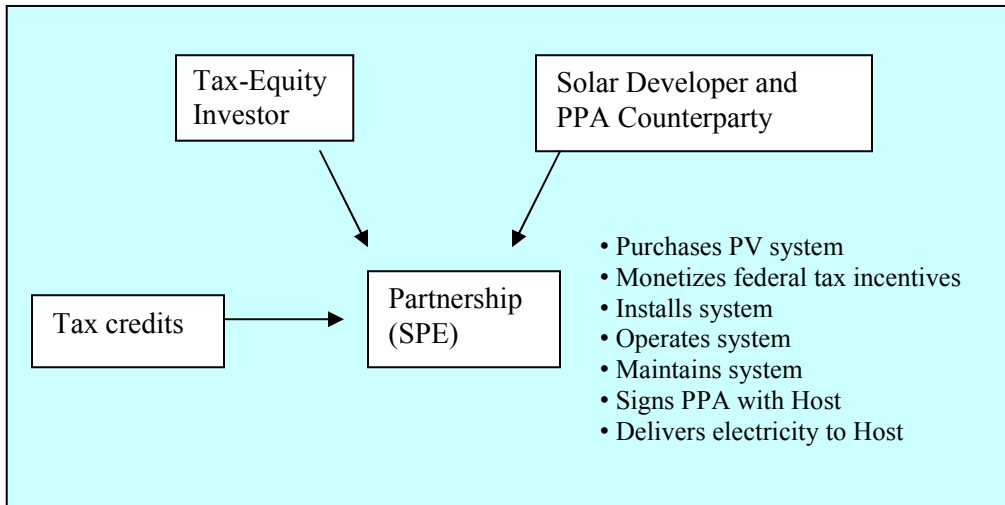 Tax-Equity
Investor
Solar Developer and
PPA Counterparty
Tax credits
Partnership
(SPE)
• Purchases PV system
• Monetizes federal tax incentives
• Installs system
• Operates system
• Maintains system
• Signs PPA with Host
• Delivers electricity to Host